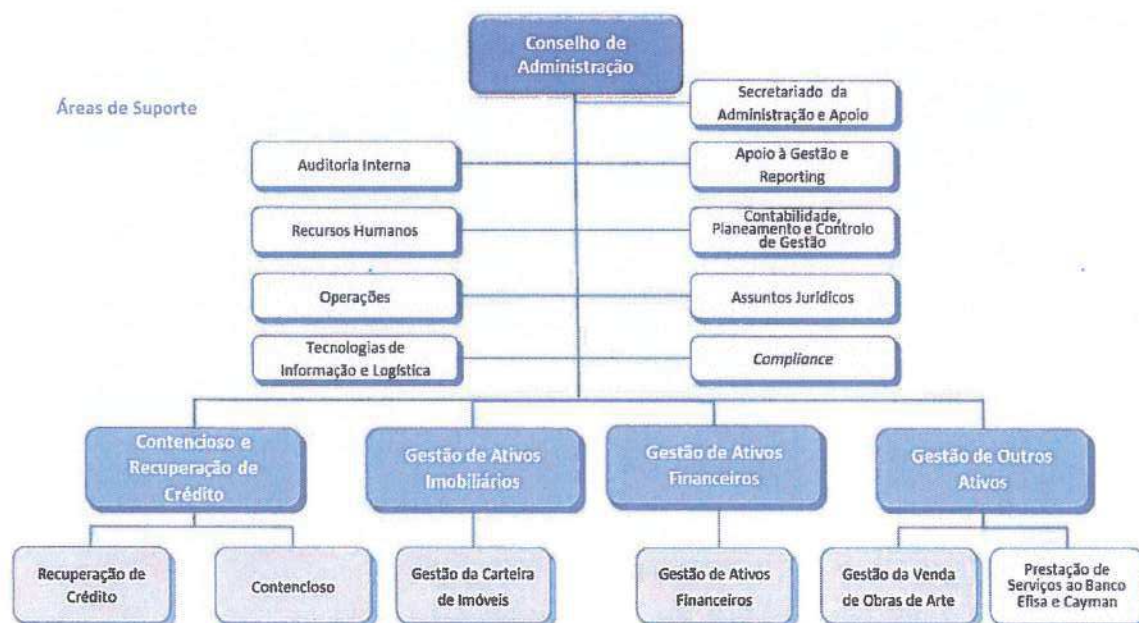 Conselho de
Administração
Áreas de Suporte
Secretariado da
Administração e Apoio
Auditoria Interna
Apoio à Gestão e
Reporting
Recursos Humanos
Contabilidade,
Planeamento e Controlo
de Gestão
Operações
Assuntos Jurídicos
Tecnologias de
Informação e Logística
Compliance
Contencioso e
Recuperação de
Crédito
Gestão de Ativos
Imobiliários
Gestão de Ativos
Financeiros
Gestão de Outros
Ativos
Recuperação de
Crédito
Contencioso
Gestão da Carteira
de Imóveis
Gestão de Ativos
Financeiros
Gestão da Venda
de Obras de Arte
Prestação de
Serviços ao Banco
Efisa e Cayman